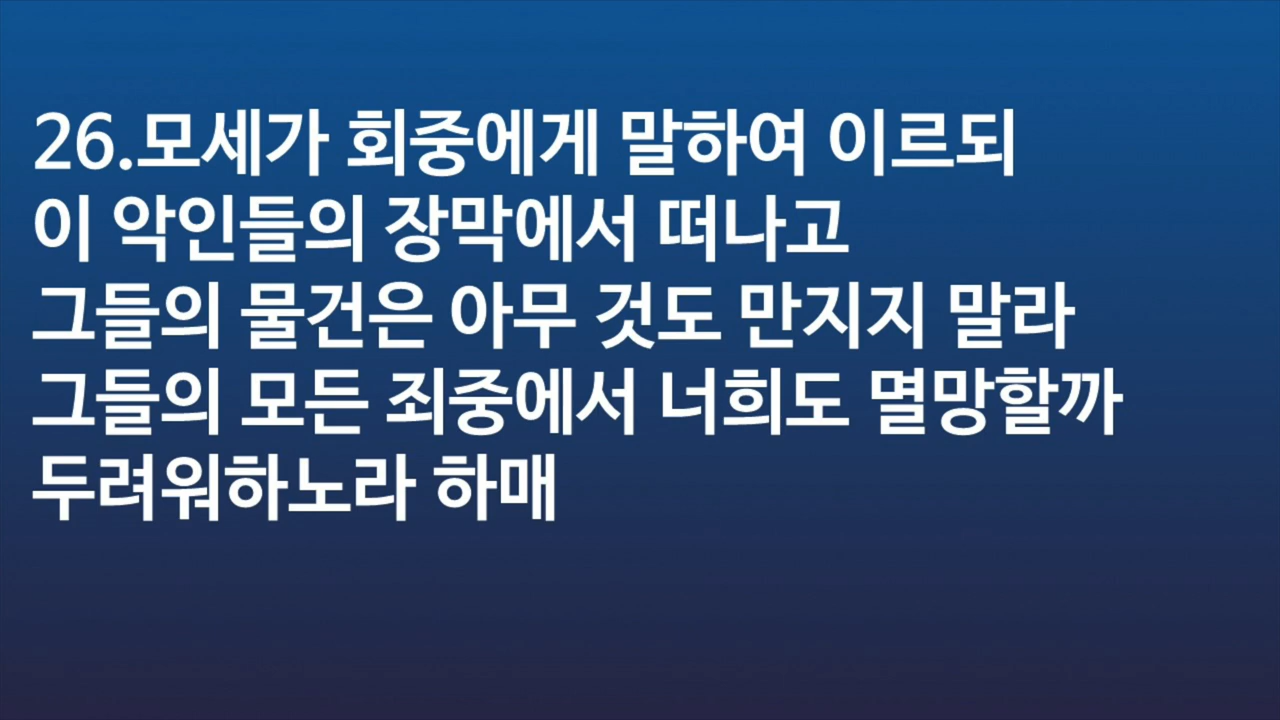 26.모세가 회중에게 말하여 이르되
이 악인들의 장막에서 떠나고
그들의 물건은 아무 것도 만지지 말라
그들의 모든 죄중에서 너희도 멸망할까
두려워하노라 하매